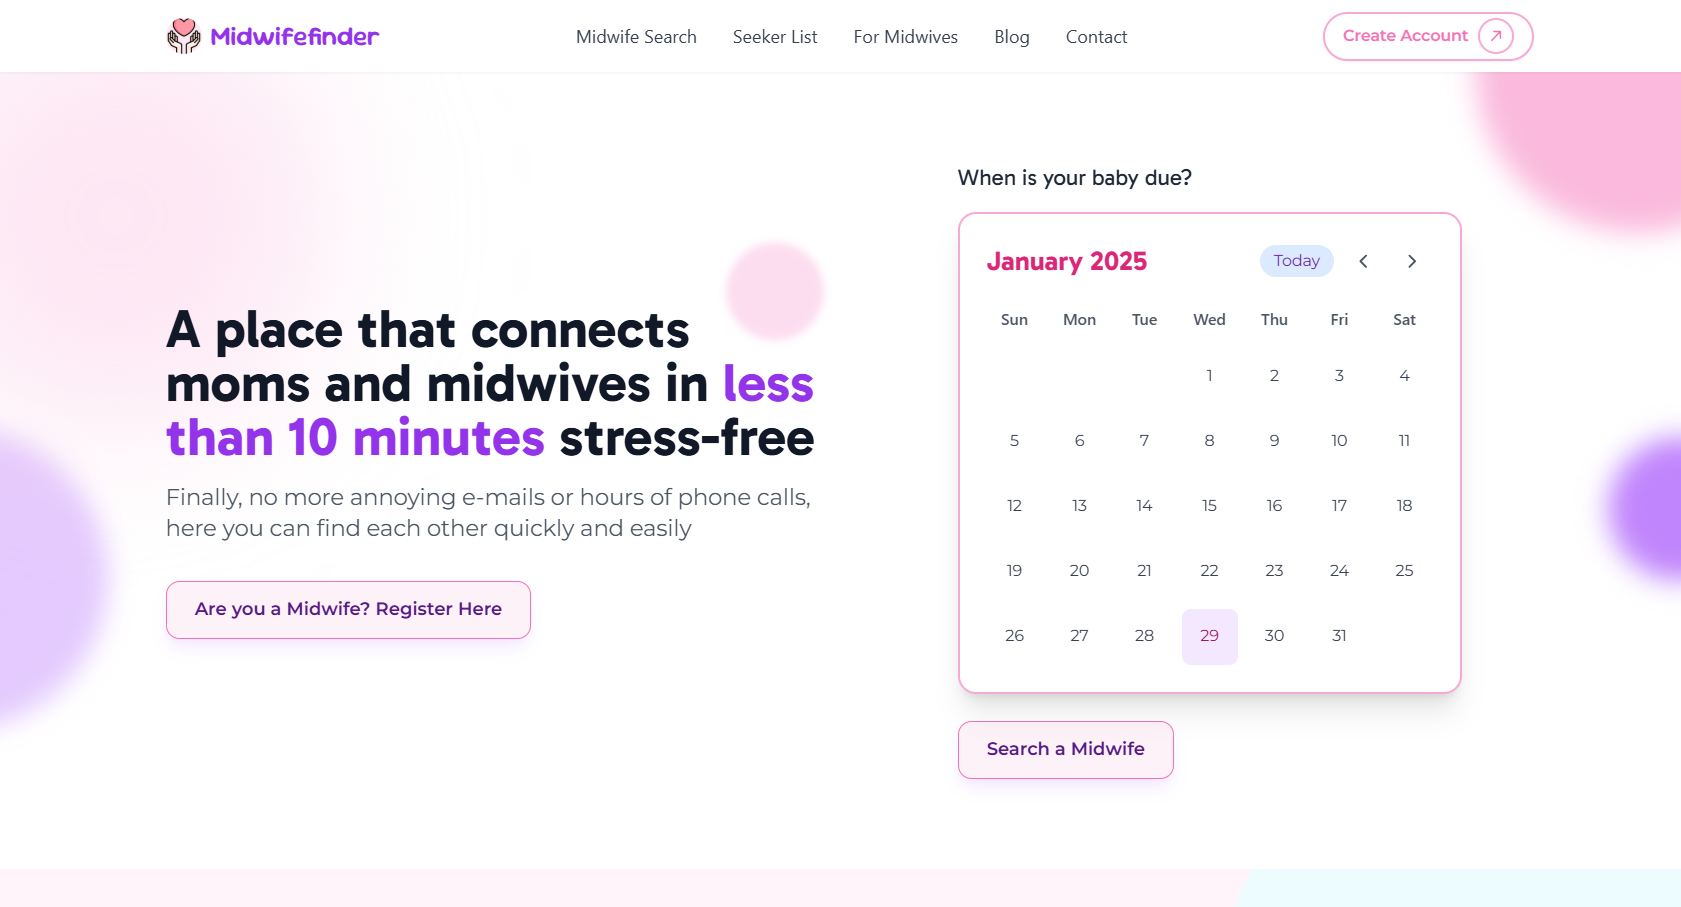 Midwifefinder
Midwife Search
Seeker List
For Midwives
Blog
Contact
Create Account
A place that connects
moms and midwives in less
than 10 minutes stress-free
Finally, no more annoying e-mails or hours of phone calls,
here you can find each other quickly and easily
Are you a Midwife? Register Here
When is your baby due?
January 2025
Today
Sun Mon Tue Wed Thu Fri Sat
1 2 3 4
5 6 7 8 9 10 11
12 13 14 15 16 17 18
19 20 21 22 23 24 25
26 27 28 29 30 31
Search a Midwife